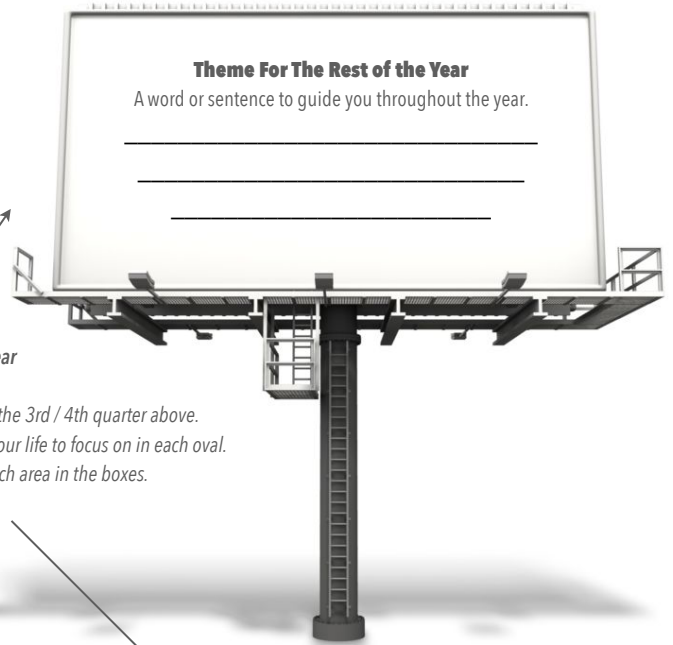 Theme For The Rest of the Year
A word or sentence to guide you throughout the year.
the 3rd / 4th quarter above.
our life to focus on in each oval.
area in the boxes.